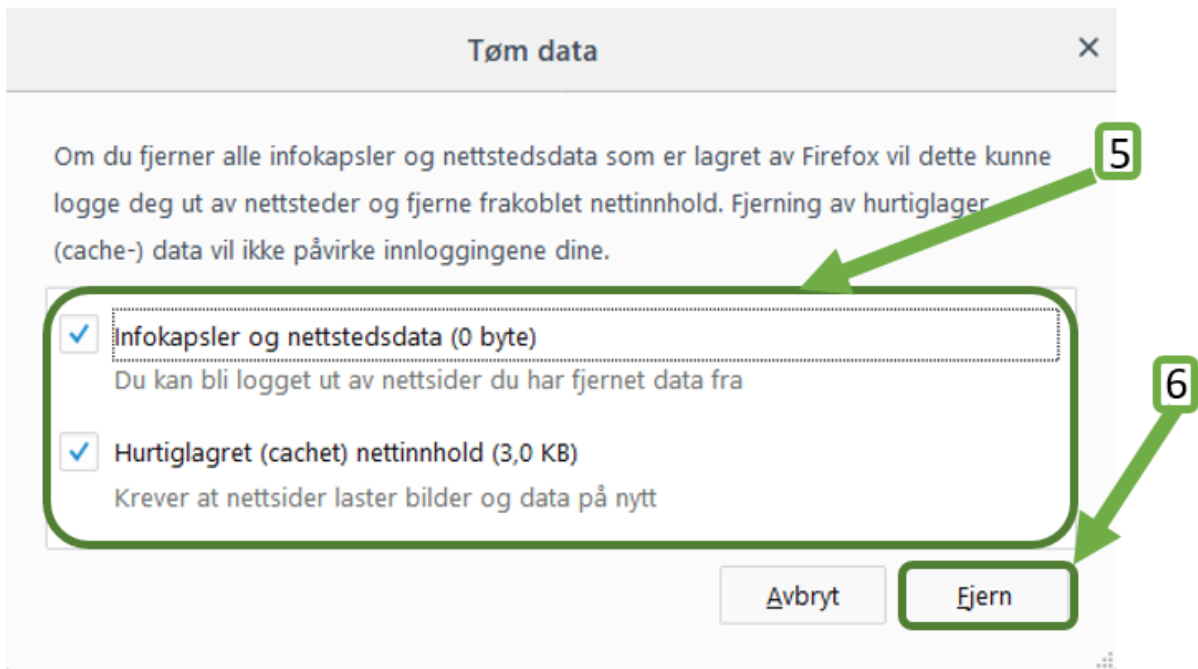 Tøm data
Om du fjerner alle infokapsler og nettstedsdata som er lagret av Firefox vil dette kunne
5
logge deg ut av nettsteder og fjerne frakoblet nettinnhold. Fjerning av hurtiglager
(cache-) data vil ikke påvirke innloggingene dine.
Infokapsler og nettstedsdata (0 byte)
Du kan bli logget ut av nettsider du har fjernet data fra
6
Hurtiglagret (cachet) nettinnhold (3,0 KB)
Krever at nettsider laster bilder og data på nytt
Avbryt Fjern